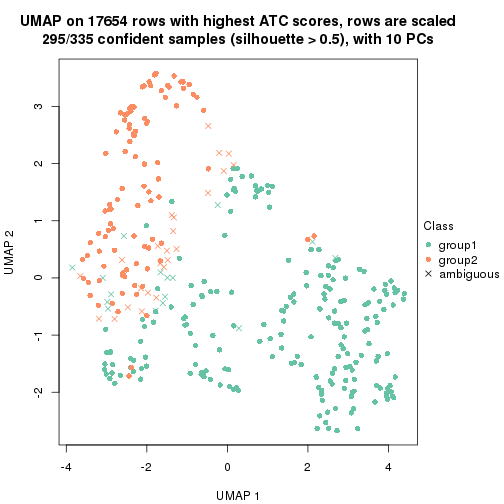 UMAP on 17654 rows with highest ATC scores, rows are scaled
295/335 confident samples (silhouette > 0.5), with 10 PCs
3
2
1
0
-1
-2
UMAP 2
-4
-2
0
2
4
UMAP 1
Class
group1
group2
ambiguous